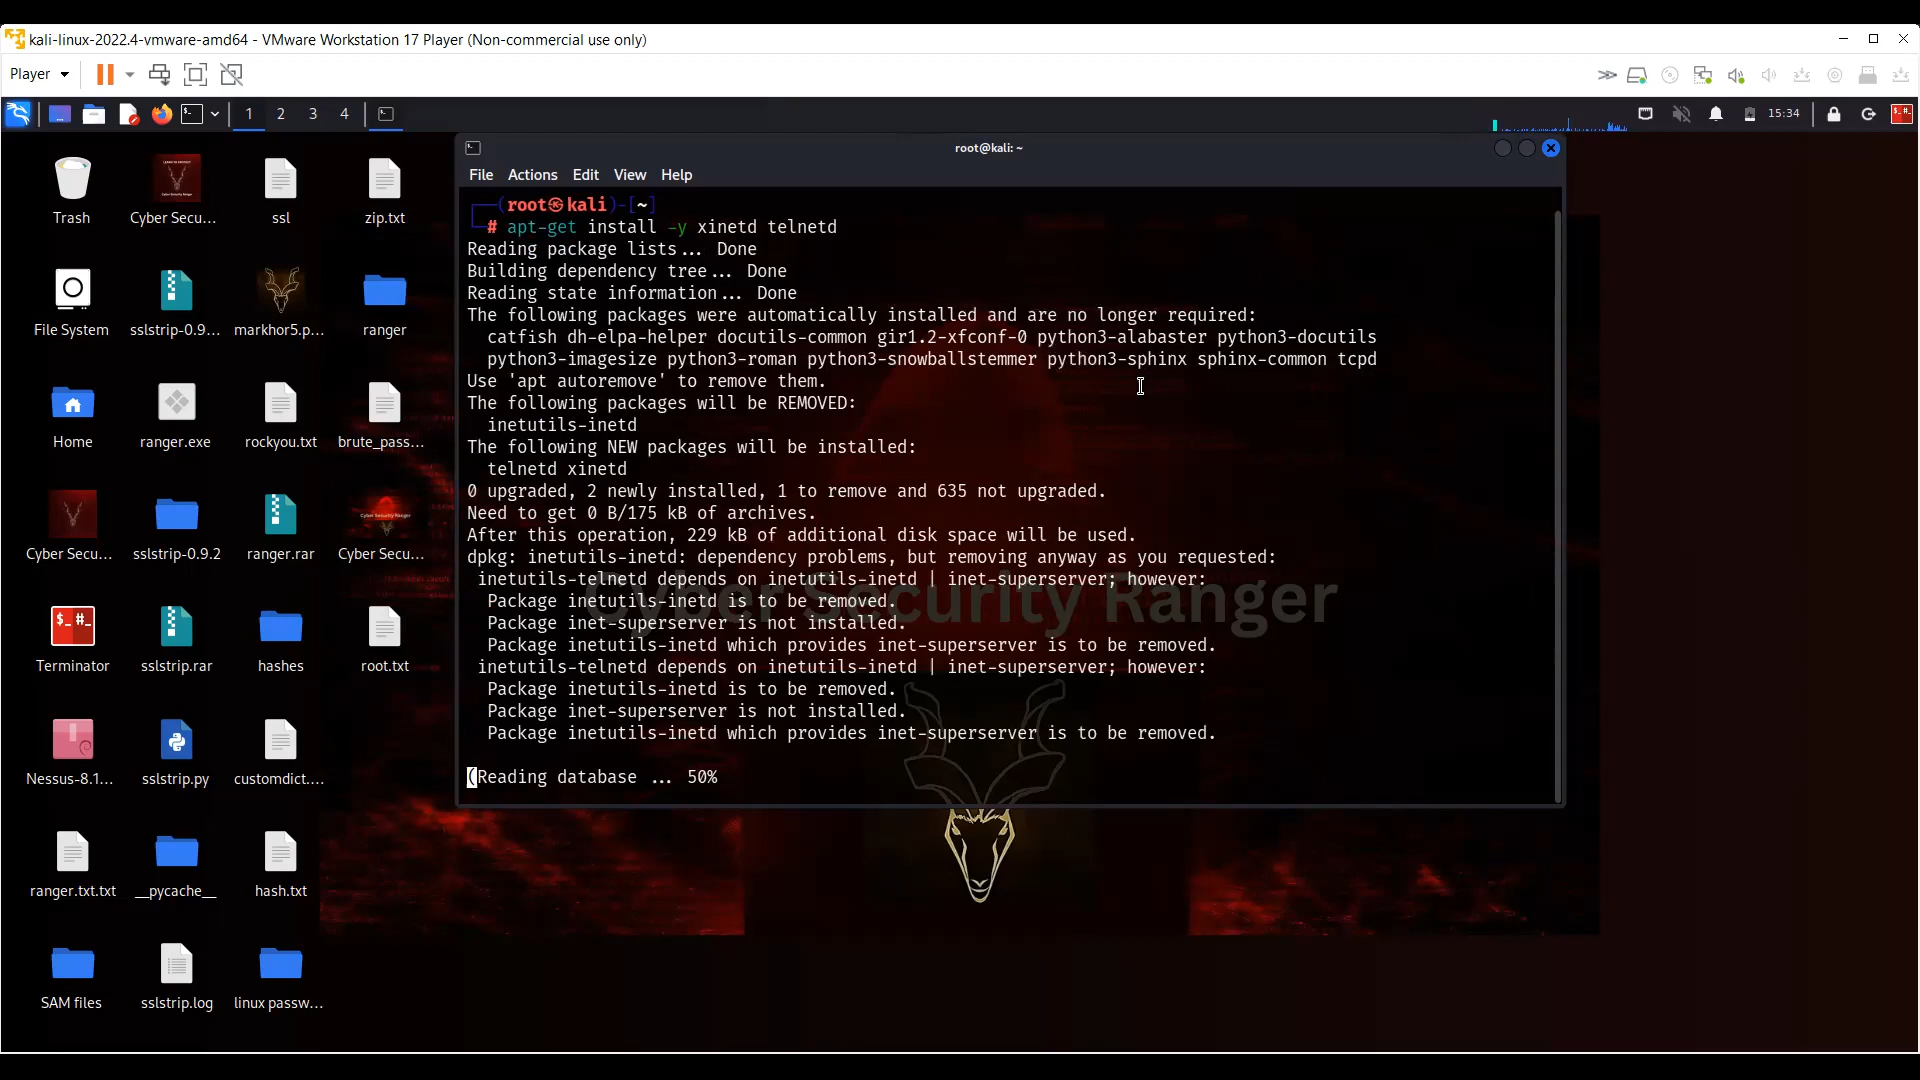 kali-linux-2022.4-vmware-amd64 - VMware Workstation 17 Player (Non-commercial use only)
Player
1 2 3 4
15:34
root@kali: ~
File Actions Edit View Help
┌──(root㉿kali)-[~]
└─# apt-get install -y xinetd telnetd
Reading package lists... Done
Building dependency tree... Done
Reading state information... Done
The following packages were automatically installed and are no longer required:
catfish dh-elpa-helper docutils-common gir1.2-xfconf-0 python3-alabaster python3-docutils
python3-imagesize python3-roman python3-snowballstemmer python3-sphinx sphinx-common tcpd
Use 'apt autoremove' to remove them.
The following packages will be REMOVED:
inetutils-inetd
The following NEW packages will be installed:
telnetd xinetd
0 upgraded, 2 newly installed, 1 to remove and 635 not upgraded.
Need to get 0 B/175 kB of archives.
After this operation, 229 kB of additional disk space will be used.
dpkg: inetutils-inetd: dependency problems, but removing anyway as you requested:
inetutils-telnetd depends on inetutils-inetd | inet-superserver; however:
Package inetutils-inetd is to be removed.
Package inet-superserver is not installed.
Package inetutils-inetd which provides inet-superserver is to be removed.
inetutils-telnetd depends on inetutils-inetd | inet-superserver; however:
Package inetutils-inetd is to be removed.
Package inet-superserver is not installed.
Package inetutils-inetd which provides inet-superserver is to be removed.
(Reading database ... 50%
Cyber Security Ranger
Trash Cyber Secu... ssl zip.txt
File System sslstrip-0.9... markhor5.p... ranger
Home ranger.exe rockyou.txt brute_pass...
Cyber Secu... sslstrip-0.9.2 ranger.rar Cyber Secu...
Terminator sslstrip.rar hashes root.txt
Nessus-8.1... sslstrip.py customdict....
ranger.txt.txt __pycache__ hash.txt
SAM files sslstrip.log linux passw...